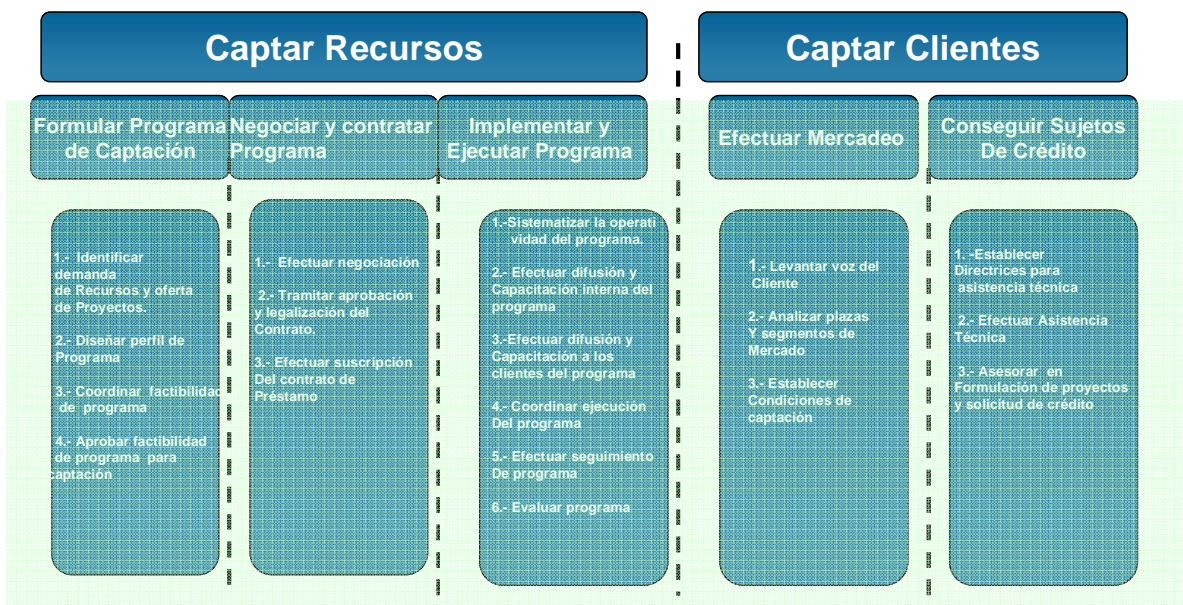 Captar Recursos
Captar Clientes
Formular Programa
de Captación
Negociar y contratar
Programa
Implementar y
Ejecutar Programa
Efectuar Mercadeo
Conseguir Sujetos
De Crédito
1.- Identificar
demanda
de Recursos y oferta
de Proyectos.
2.- Diseñar perfil de
Programa
3.- Coordinar factibilidad
de programa
4.- Aprobar factibilidad
de programa para
captación
1.- Efectuar negociación
2.- Tramitar aprobación
y legalización del
Contrato.
3.- Efectuar suscripción
Del contrato de
Préstamo
1.-Sistematizar la operati
vidad del programa.
2.- Efectuar difusión y
Capacitación interna del
programa
3.-Efectuar difusión y
Capacitación a los
clientes del programa
4.- Coordinar ejecución
Del programa
5.- Efectuar seguimiento
De programa
6.- Evaluar programa
1.- Levantar voz del
Cliente
2.- Analizar plazas
Y segmentos de
Mercado
3.- Establecer
Condiciones de
captación
1. -Establecer
Directrices para
asistencia técnica
2.- Efectuar Asistencia
Técnica
3.- Asesorar en
Formulación de proyectos
y solicitud de crédito